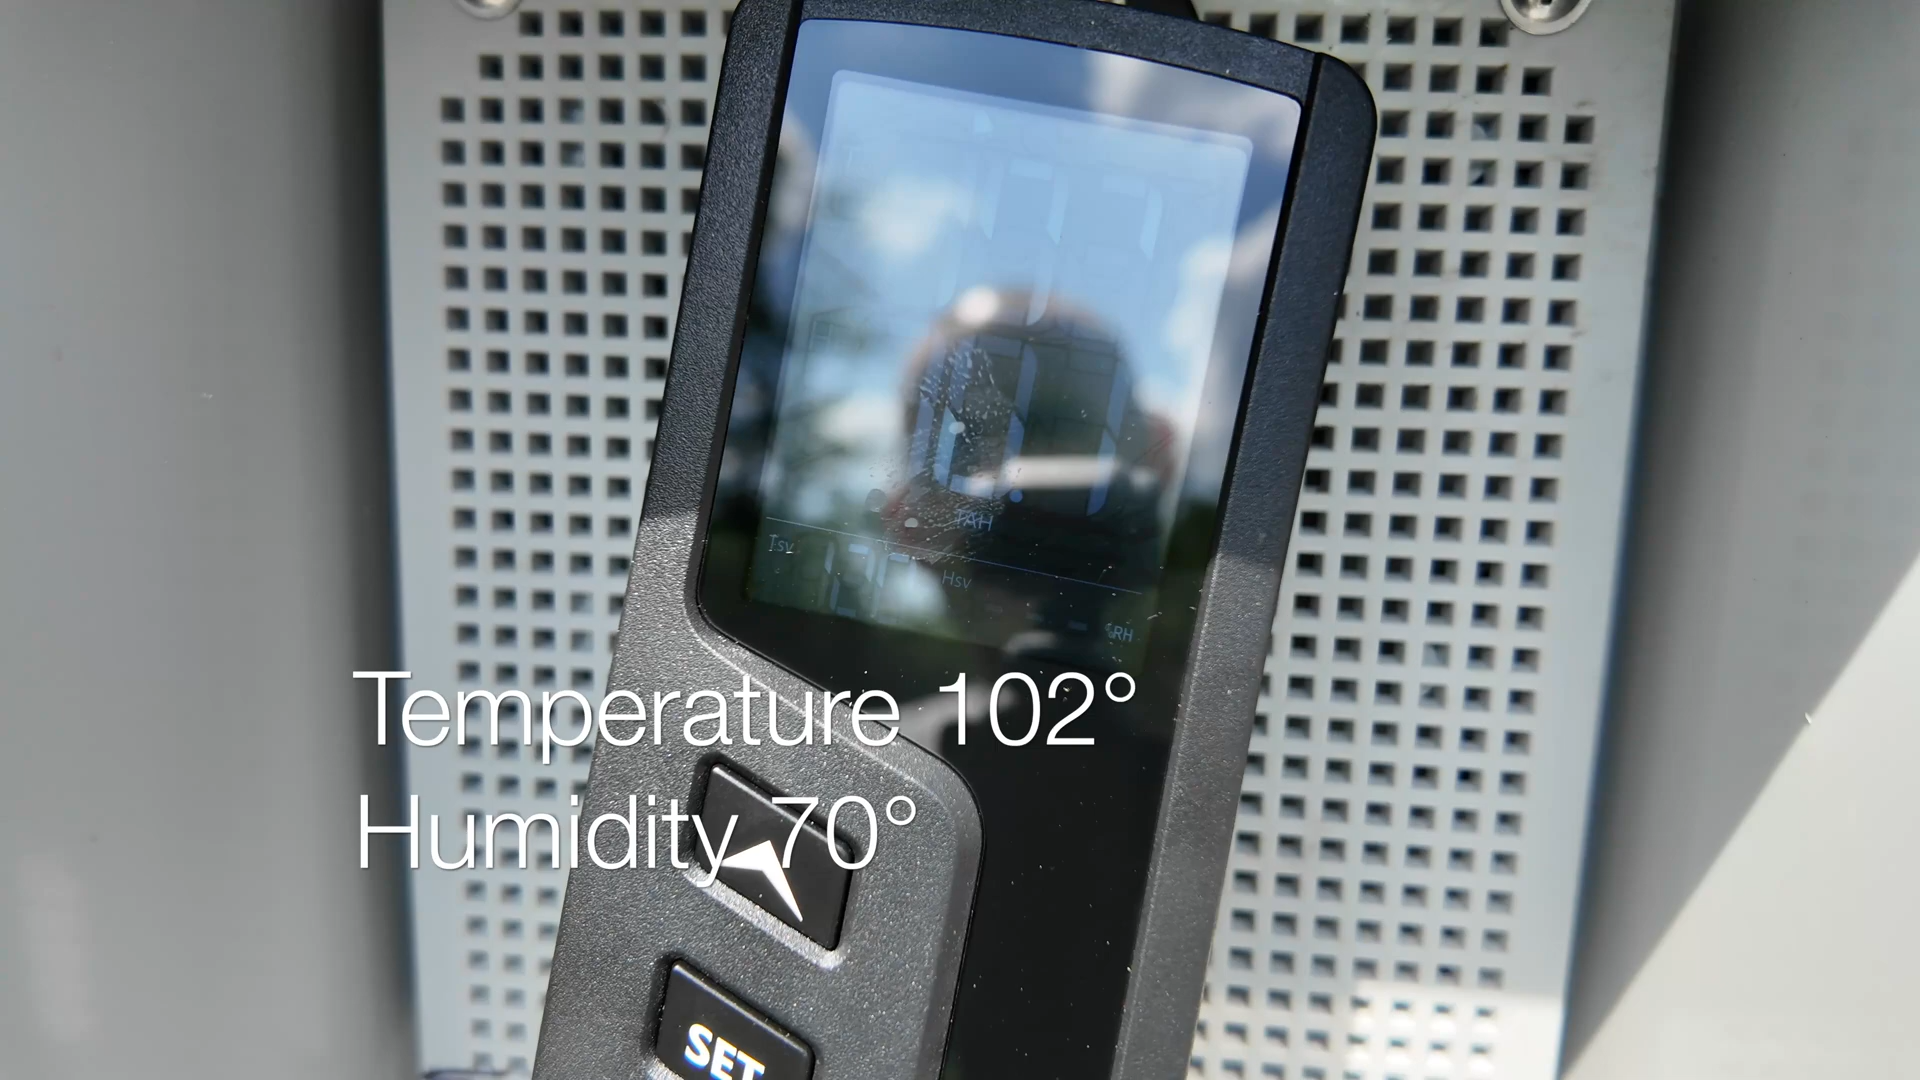 TAH
Tsv
Hsv
%RH
Temperature 102°
Humidity 70°
SET